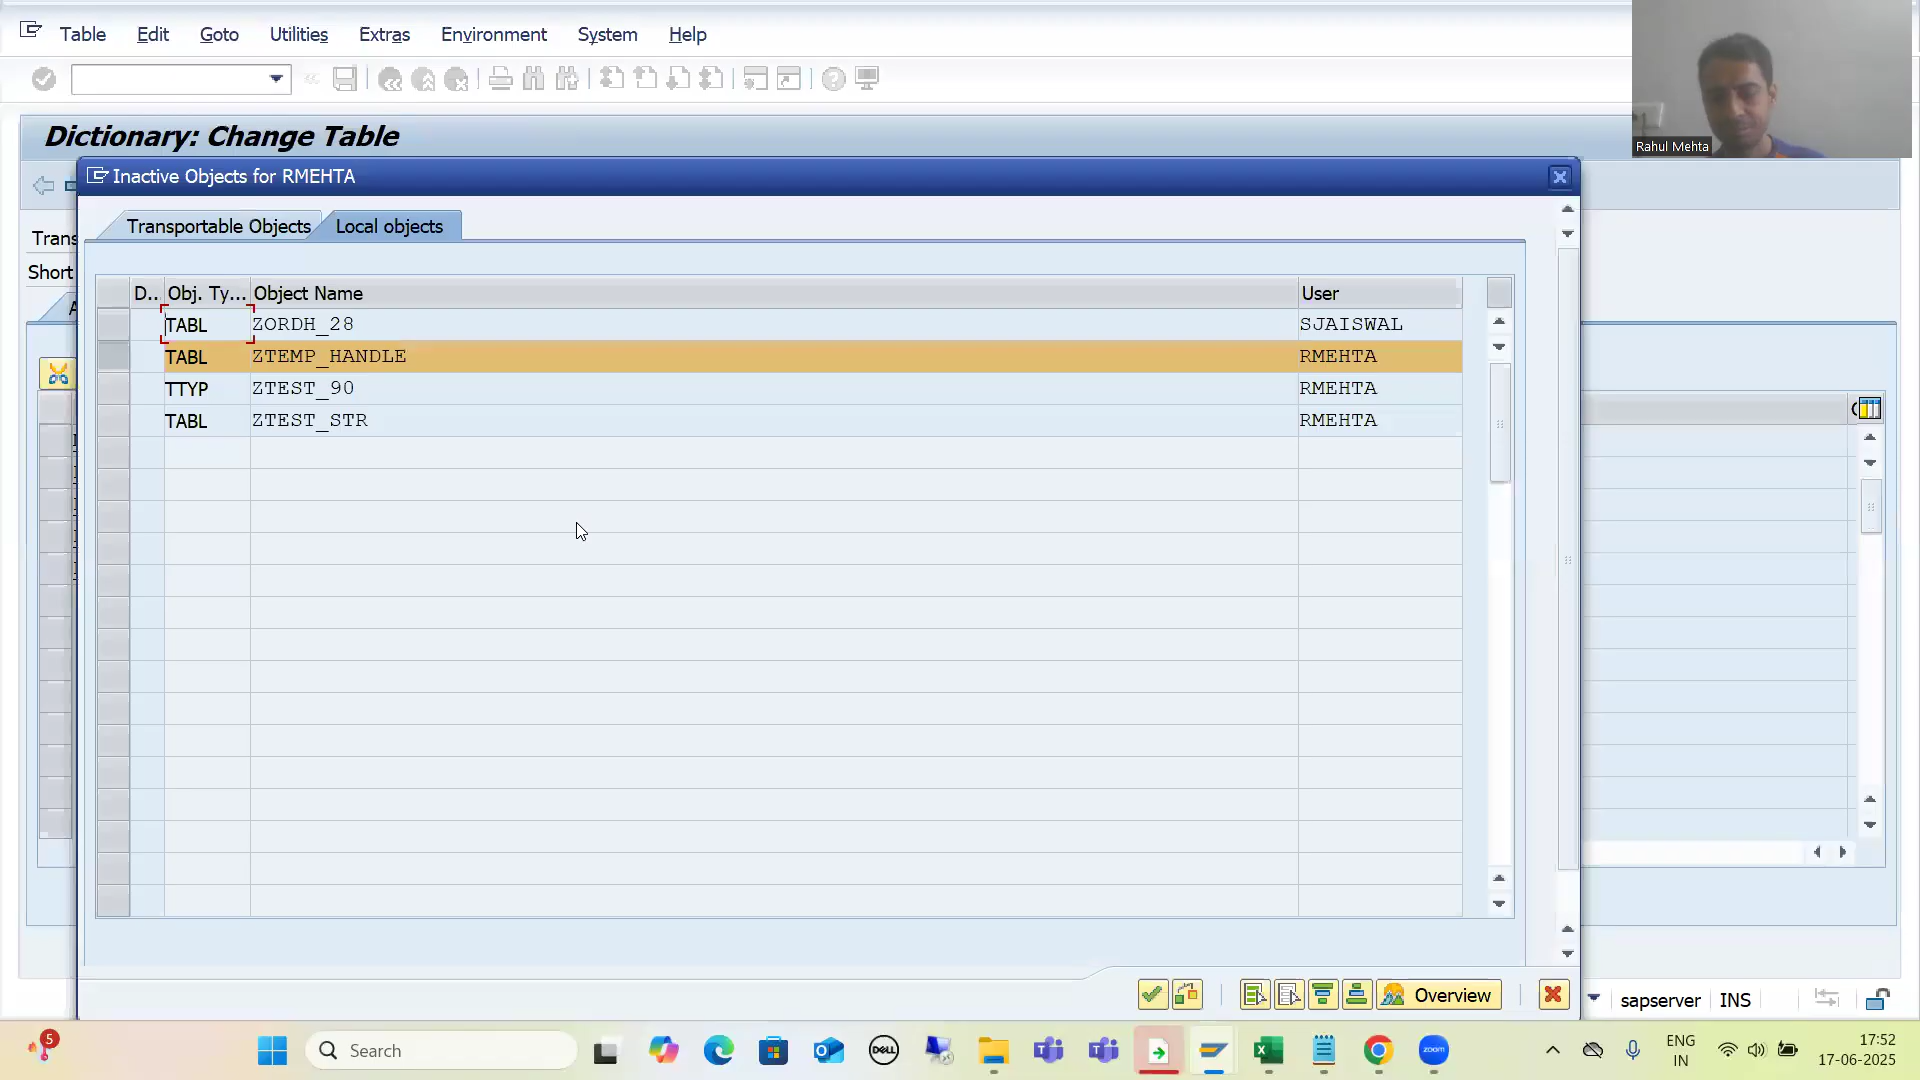 Table Edit Goto Utilities Extras Environment System Help
Rahul Mehta
Dictionary: Change Table
Inactive Objects for RMEHTA
Trans
Short
Transportable Objects Local objects
D.. Obj. Ty... Object Name User
TABL ZORDH_28 SJAISWAL
TABL ZTEMP_HANDLE RMEHTA
TTYP ZTEST_90 RMEHTA
TABL ZTEST_STR RMEHTA
Overview
sapserver INS
5
Search
DELL
zoom
ENG
IN
17:52
17-06-2025